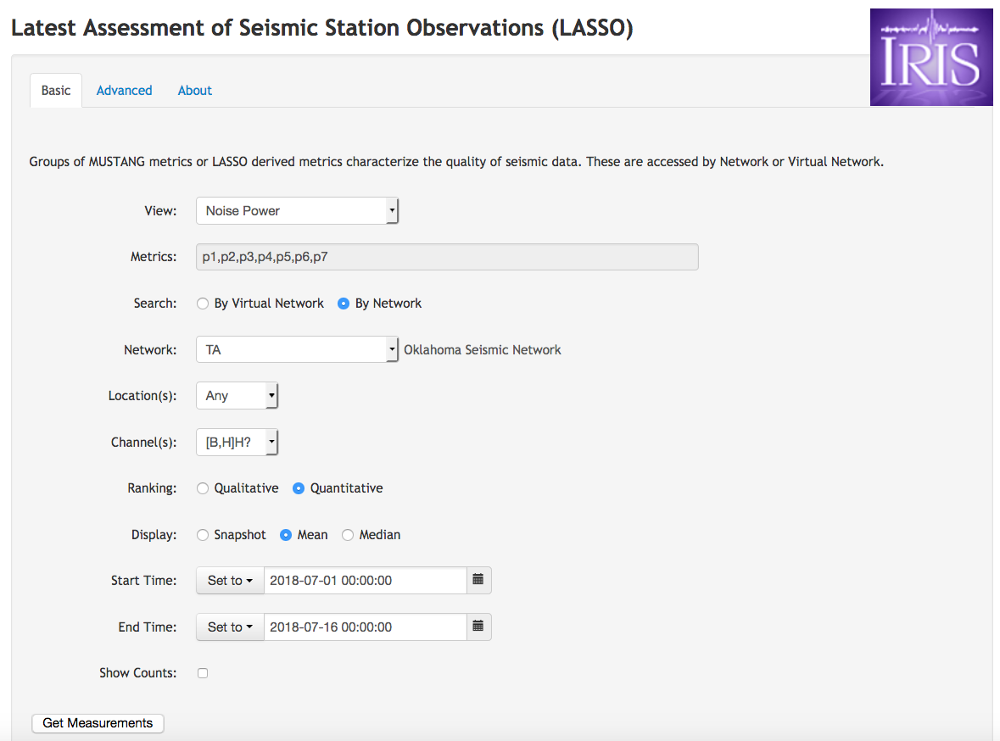 Latest Assessment of Seismic Station Observations (LASSO)
IRIS
Basic Advanced About
Groups of MUSTANG metrics or LASSO derived metrics characterize the quality of seismic data. These are accessed by Network or Virtual Network.
View: Noise Power
Metrics: p1,p2,p3,p4,p5,p6,p7
Search: By Virtual Network By Network
Network: TA Oklahoma Seismic Network
Location(s): Any
Channel(s): [B,H]H?
Ranking: Qualitative Quantitative
Display: Snapshot Mean Median
Start Time: Set to 2018-07-01 00:00:00
End Time: Set to 2018-07-16 00:00:00
Show Counts:
Get Measurements